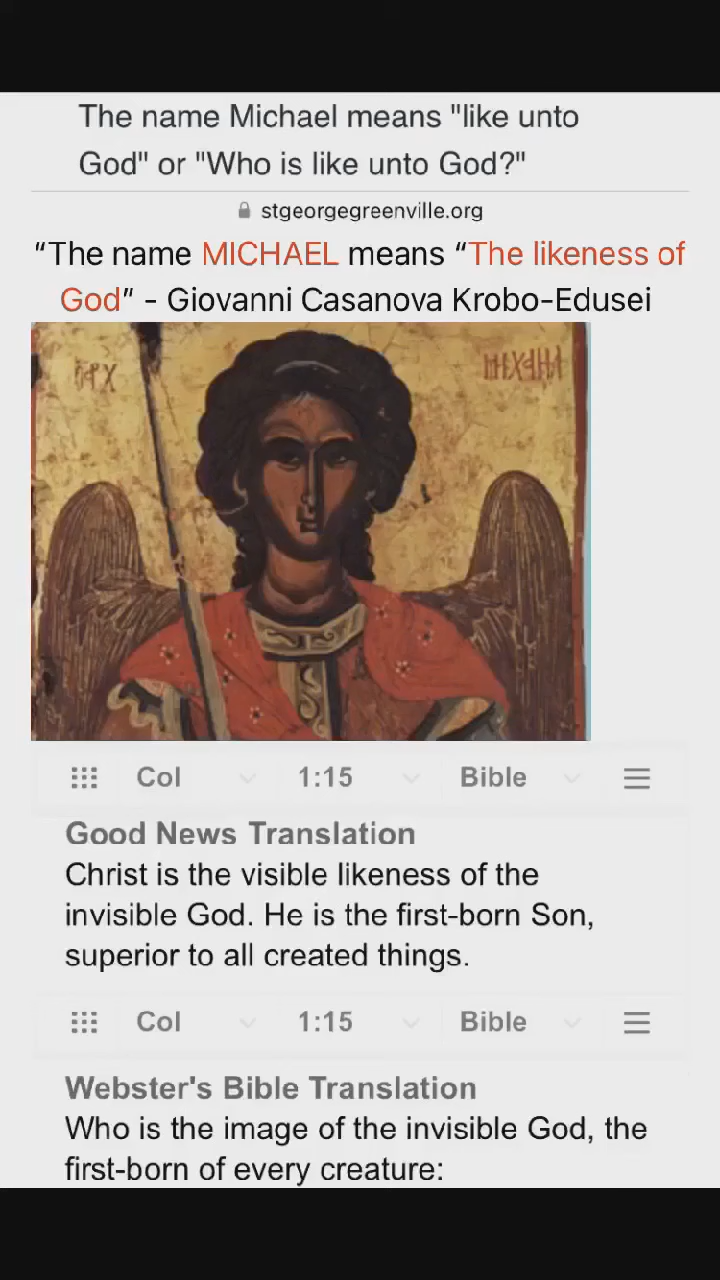 The name Michael means "like unto
God" or "Who is like unto God?"
stgeorgegreenville.org
“The name MICHAEL means “The likeness of
God” - Giovanni Casanova Krobo-Edusei
Col 1:15 Bible
Good News Translation
Christ is the visible likeness of the
invisible God. He is the first-born Son,
superior to all created things.
Col 1:15 Bible
Webster's Bible Translation
Who is the image of the invisible God, the
first-born of every creature: